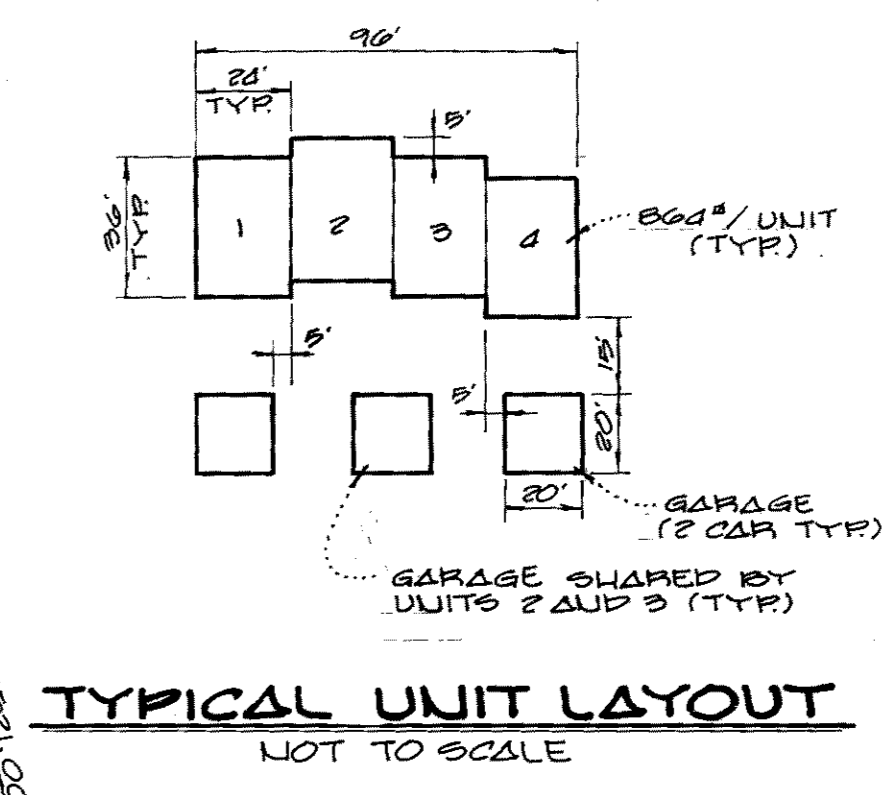 96'
24'
TYP.
5'
36'
TYP.
1
2
3
4
864⌑/UNIT
(TYP.)
5'
15'
5'
20'
20'
GARAGE
(2 CAR TYP.)
GARAGE SHARED BY
UNITS 2 AND 3 (TYP.)
TYPICAL UNIT LAYOUT
NOT TO SCALE